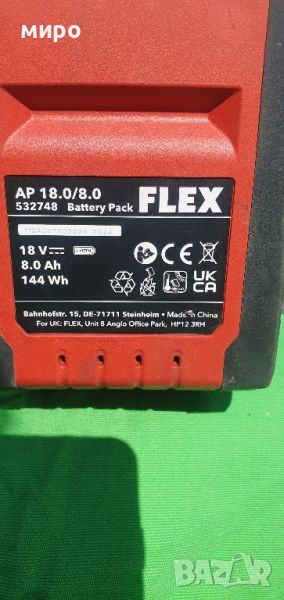 миро
AP 18.0/8.0
532748 Battery Pack FLEX
18 V
8.0 Ah
144 Wh
UK
CA
Bahnhofstr. 15, DE-71711 Steinheim • Made in China
For UK: FLEX, Unit 8 Anglo Office Park, HP12 3RH
BAZAR